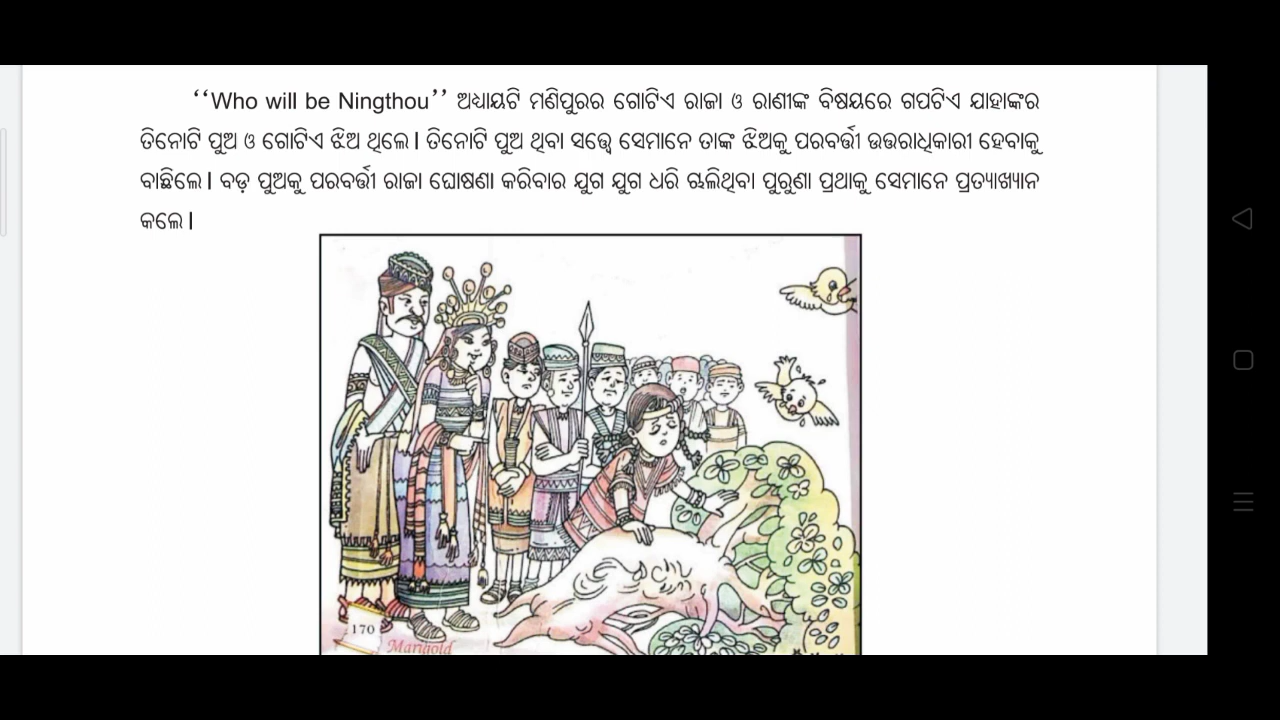 ‘‘Who will be Ningthou’’ ଅଧ୍ୟାୟଟି ମଣିପୁରର ଗୋଟିଏ ରାଜା ଓ ରାଣୀଙ୍କ ବିଷୟରେ ଗପଟିଏ ଯାହାଙ୍କର
ତିନୋଟି ପୁଅ ଓ ଗୋଟିଏ ଝିଅ ଥିଲେ। ତିନୋଟି ପୁଅ ଥିବା ସତ୍ତ୍ୱେ ସେମାନେ ତାଙ୍କ ଝିଅକୁ ପରବର୍ତ୍ତୀ ଉତ୍ତରାଧିକାରୀ ହେବାକୁ
ବାଛିଲେ। ବଡ଼ ପୁଅକୁ ପରବର୍ତ୍ତୀ ରାଜା ଘୋଷଣା କରିବାର ଯୁଗ ଯୁଗ ଧରି ଚାଲିଥିବା ପୁରୁଣା ପ୍ରଥାକୁ ସେମାନେ ପ୍ରତ୍ୟାଖ୍ୟାନ
କଲେ।
170
Marigold